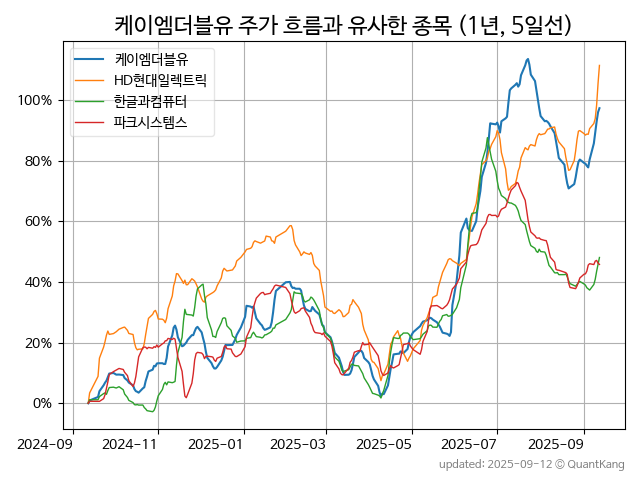 케이엠더블유 주가 흐름과 유사한 종목 (1년, 5일선)
케이엠더블유
HD현대일렉트릭
한글과컴퓨터
파크시스템스
100%
80%
60%
40%
20%
0%
2024-09 2024-11 2025-01 2025-03 2025-05 2025-07 2025-09
updated: 2025-09-12 © QuantKang